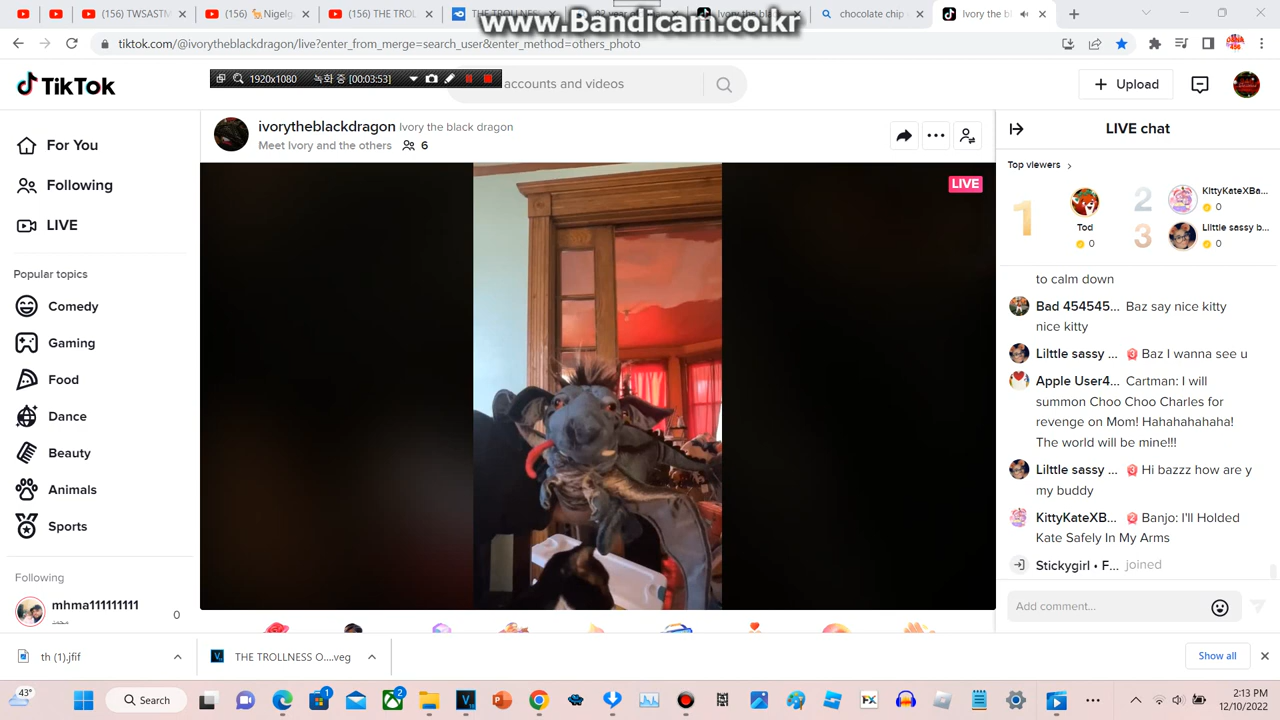 (156) TWSASTM
(155) 🐪Nigelg
(156) THE TROL
THE TROLLNES
Ivory the bl
chocolate chip
Ivory the b
www.Bandicam.co.kr
tiktok.com/@ivorytheblackdragon/live?enter_from_merge=search_user&enter_method=others_photo
TikTok
1920x1080
녹화 중 [00:03:53]
accounts and videos
Upload
For You
Following
LIVE
Popular topics
Comedy
Gaming
Food
Dance
Beauty
Animals
Sports
Following
mhma111111111
0
ivorytheblackdragon Ivory the black dragon
Meet Ivory and the others 6
LIVE
LIVE chat
Top viewers
1
Tod
0
2
KIttyKateXBa...
0
3
Lilttle sassy b...
0
to calm down
Bad 454545... Baz say nice kitty
nice kitty
Lilttle sassy ... Baz I wanna see u
Apple User4... Cartman: I will
summon Choo Choo Charles for
revenge on Mom! Hahahahahaha!
The world will be mine!!!
Lilttle sassy ... Hi bazzz how are y
my buddy
KittyKateXB... Banjo: I'll Holded
Kate Safely In My Arms
Stickygirl • F... joined
Add comment...
th (1).jfif
THE TROLLNESS O....veg
Show all
43°
Search
1
2
2:13 PM
12/10/2022